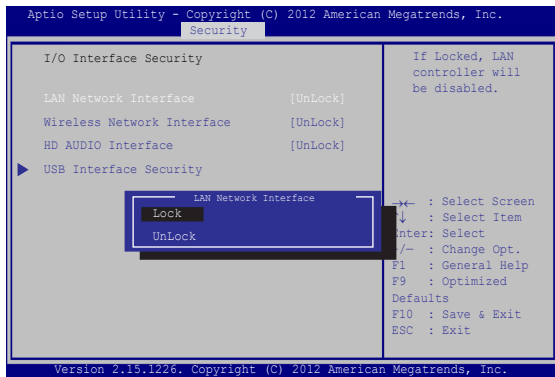 Aptio Setup Utility - Copyright (C) 2012 American Megatrends, Inc.
Security
I/O Interface Security
LAN Network Interface [UnLock]
Wireless Network Interface [UnLock]
HD AUDIO Interface [UnLock]
USB Interface Security
LAN Network Interface
Lock
UnLock
If Locked, LAN
controller will
be disabled.
→← : Select Screen
↑↓ : Select Item
Enter: Select
+/— : Change Opt.
F1 : General Help
F9 : Optimized
Defaults
F10 : Save & Exit
ESC : Exit
Version 2.15.1226. Copyright (C) 2012 American Megatrends, Inc.